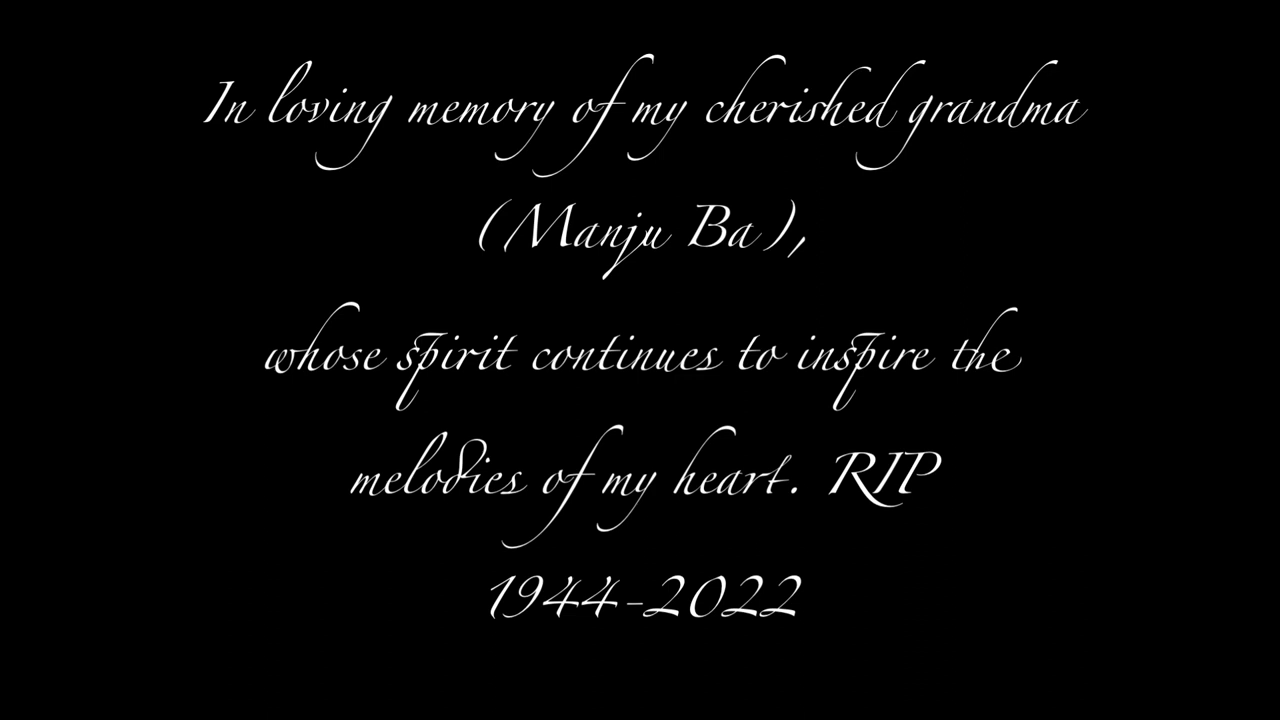 In loving memory of my cherished grandma
(Manju Ba),
whose spirit continues to inspire the
melodies of my heart. RIP
1944-2022